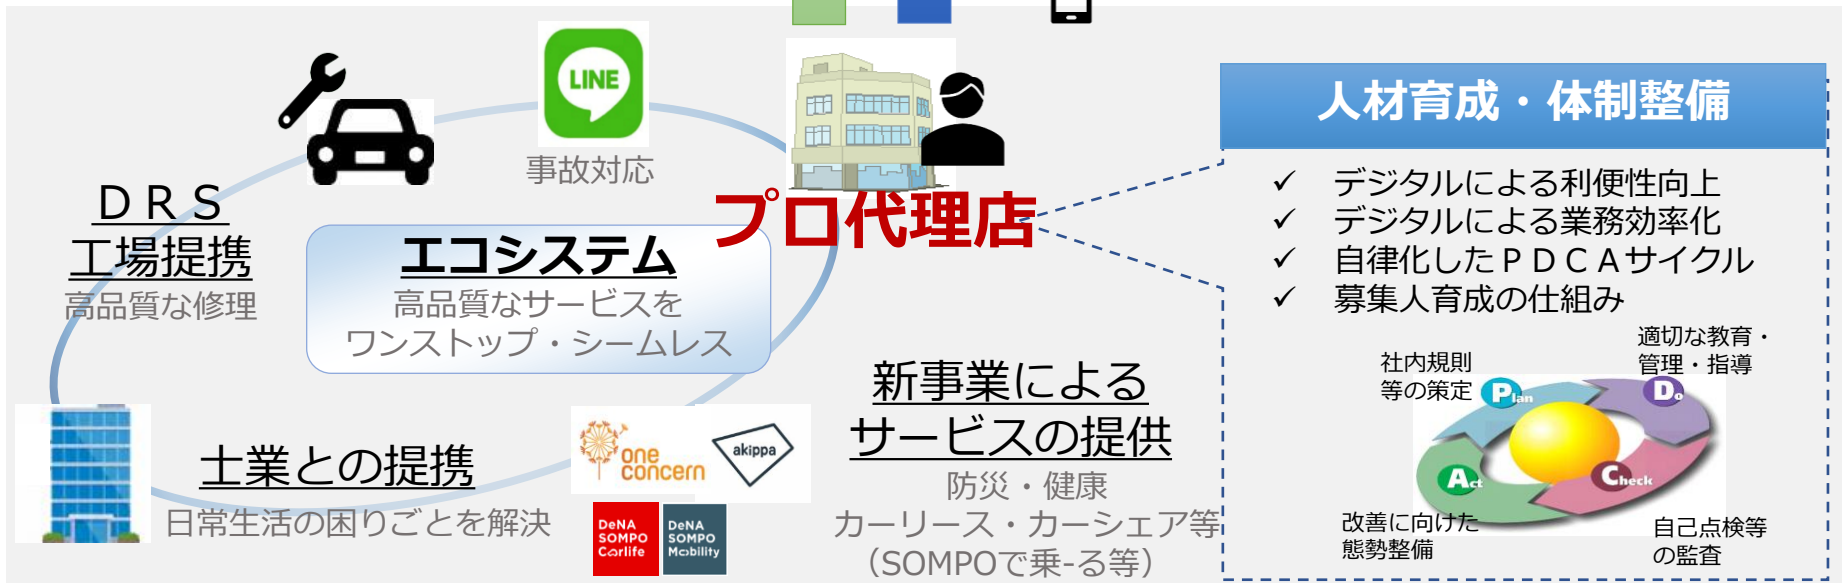 LINE
事故対応
ＤＲＳ
工場提携
高品質な修理
プロ代理店
エコシステム
高品質なサービスを
ワンストップ・シームレス
士業との提携
日常生活の困りごとを解決
one
concern
akippa
DeNA
SOMPO
Carlife
DeNA
SOMPO
Mobility
新事業による
サービスの提供
防災・健康
カーリース・カーシェア等
（SOMPOで乗-る等）
人材育成・体制整備
✓ デジタルによる利便性向上
✓ デジタルによる業務効率化
✓ 自律化したＰＤＣＡサイクル
✓ 募集人育成の仕組み
社内規則
等の策定
適切な教育・
管理・指導
Plan
Do
Act
Check
改善に向けた
態勢整備
自己点検等
の監査